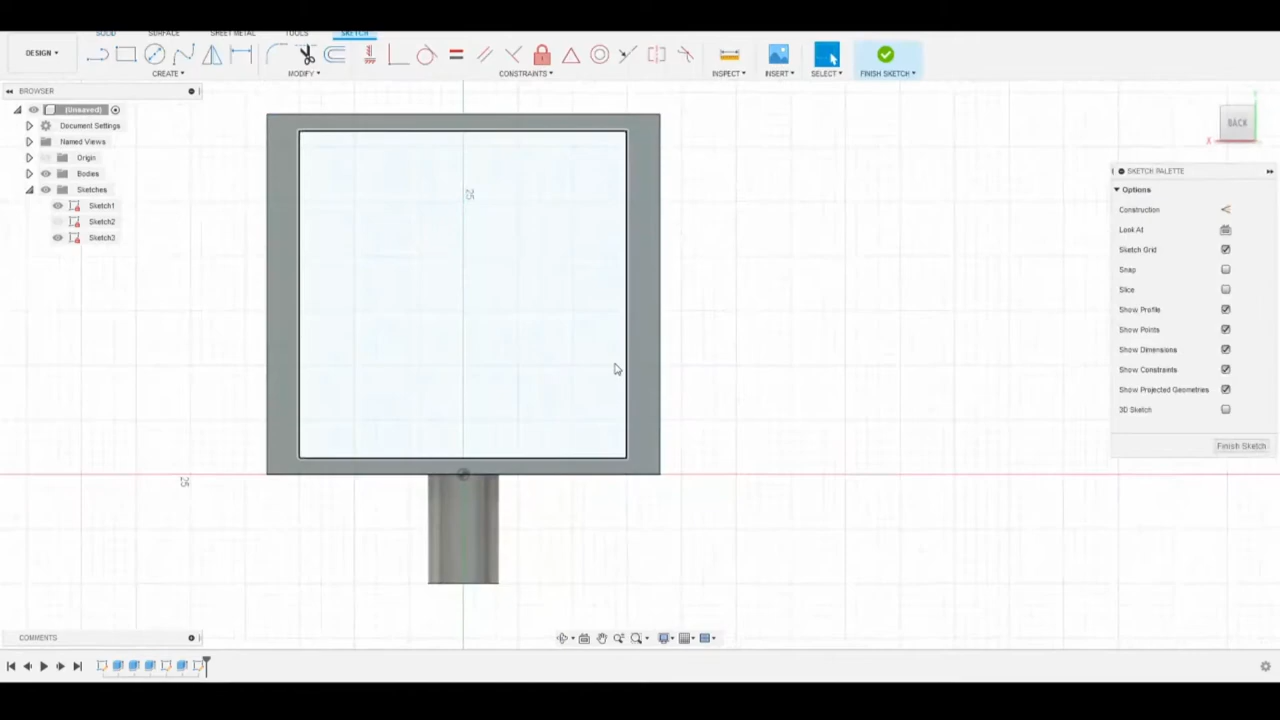 SOLID SURFACE SHEET METAL TOOLS SKETCH
DESIGN
CREATE MODIFY CONSTRAINTS INSPECT INSERT SELECT FINISH SKETCH
BROWSER
(Unsaved)
Document Settings
Named Views
Origin
Bodies
Sketches
Sketch1
Sketch2
Sketch3
25
25
BACK
X
SKETCH PALETTE
Options
Construction
Look At
Sketch Grid
Snap
Slice
Show Profile
Show Points
Show Dimensions
Show Constraints
Show Projected Geometries
3D Sketch
Finish Sketch
COMMENTS